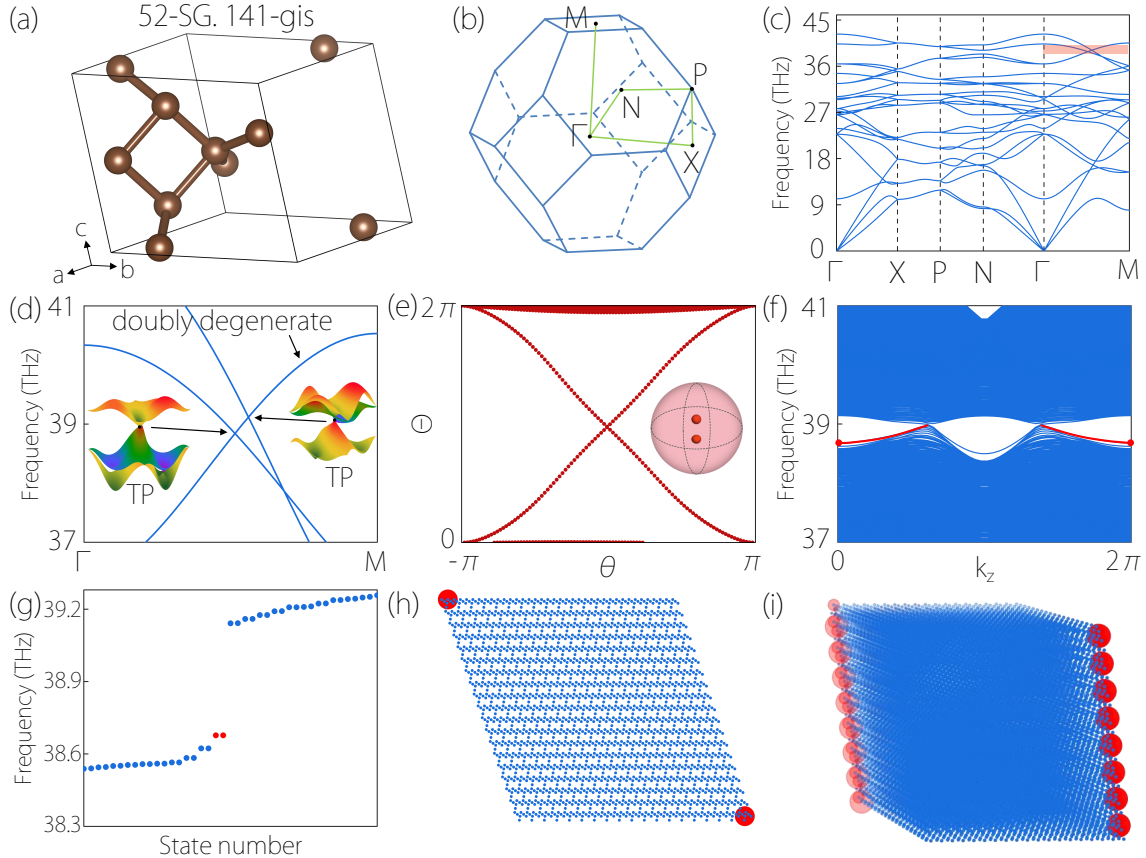 (a)
52-SG. 141-gis
c
a
b
(b)
M
P
N
Γ
X
(c)
Frequency (THz)
45
36
27
18
9
0
Γ
X
P
N
Γ
M
(d)
41
doubly degenerate
Frequency (THz)
39
TP
TP
37
Γ
M
(e)
2π
Θ
0
-π
θ
π
(f)
41
Frequency (THz)
39
37
0
k_z
2π
(g)
39.2
Frequency (THz)
38.9
38.6
38.3
State number
(h)
(i)